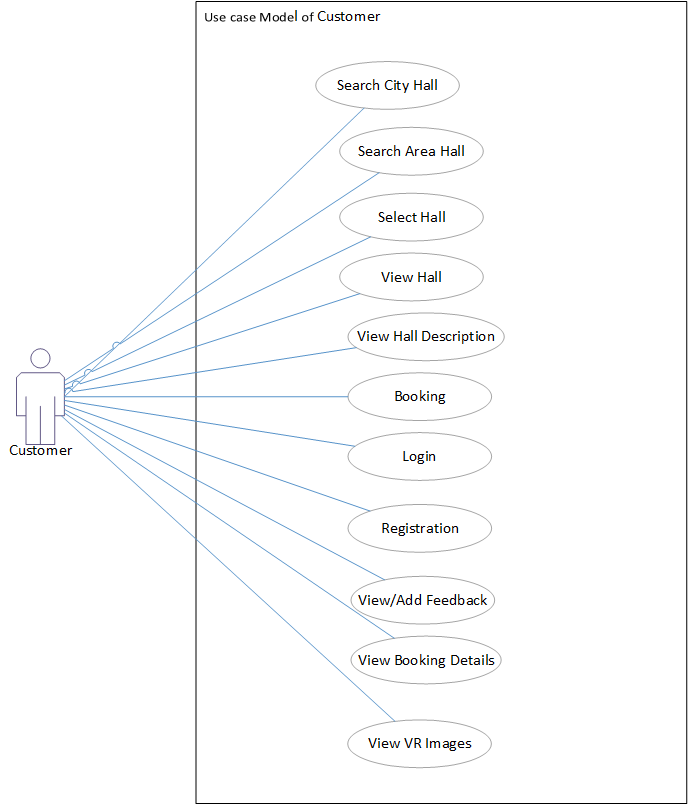 Use case Model of Customer
Search City Hall
Search Area Hall
Select Hall
View Hall
View Hall Description
Booking
Customer
Login
Registration
View/Add Feedback
View Booking Details
View VR Images